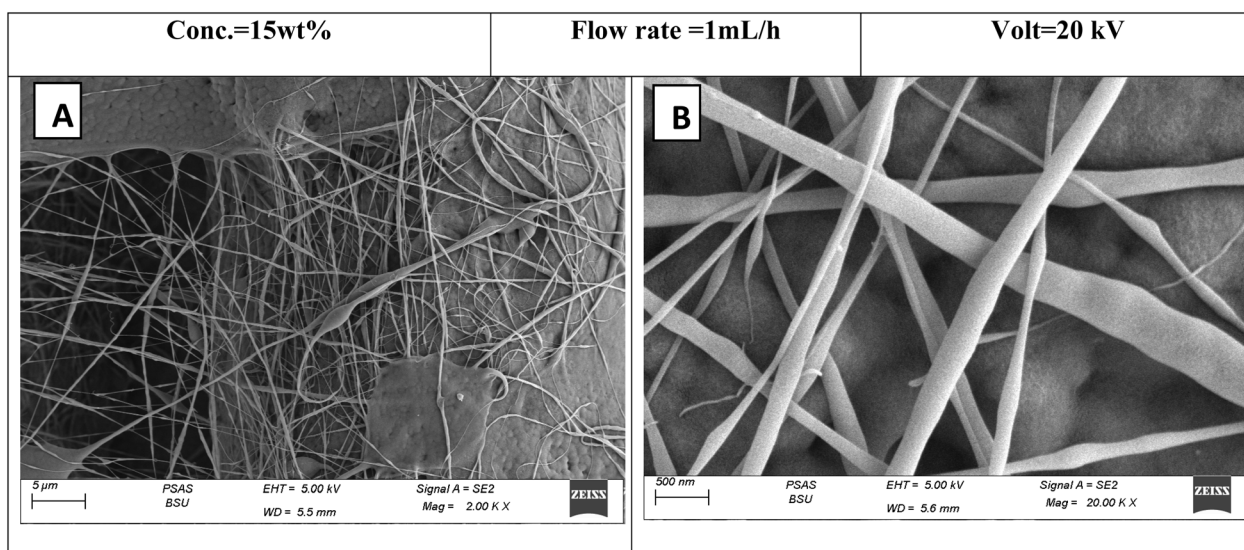 Conc.=15wt%
Flow rate =1mL/h
Volt=20 kV
A
5 µm
PSAS
BSU
EHT = 5.00 kV
WD = 5.5 mm
Signal A = SE2
Mag = 2.00 K X
ZEISS
B
500 nm
PSAS
BSU
EHT = 5.00 kV
WD = 5.6 mm
Signal A = SE2
Mag = 20.00 K X
ZEISS